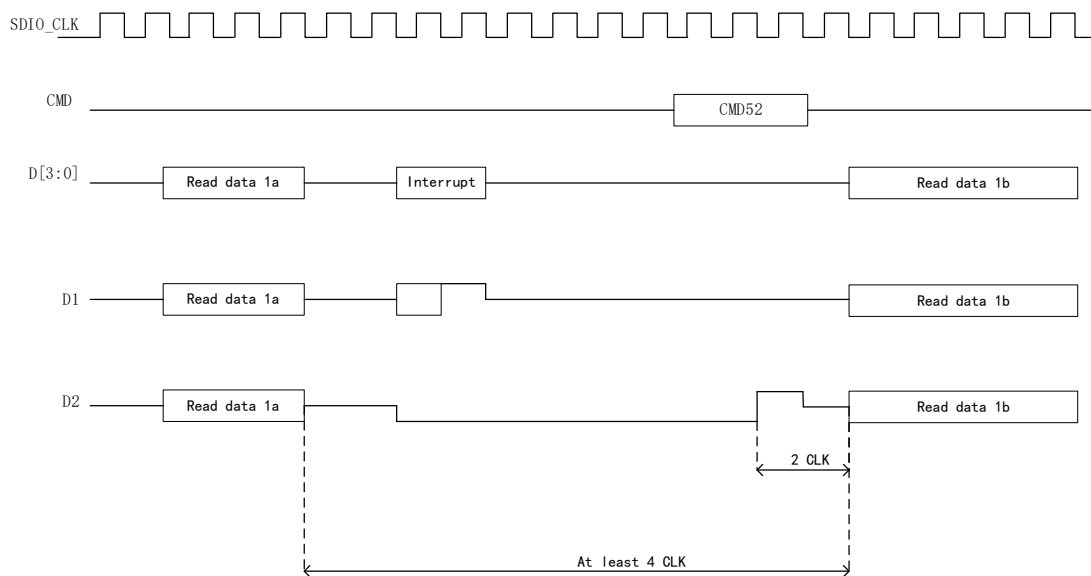 SDIO_CLK
CMD
CMD52
D[3:0]
Read data 1a
Interrupt
Read data 1b
D1
Read data 1a
Read data 1b
D2
Read data 1a
Read data 1b
2 CLK
At least 4 CLK